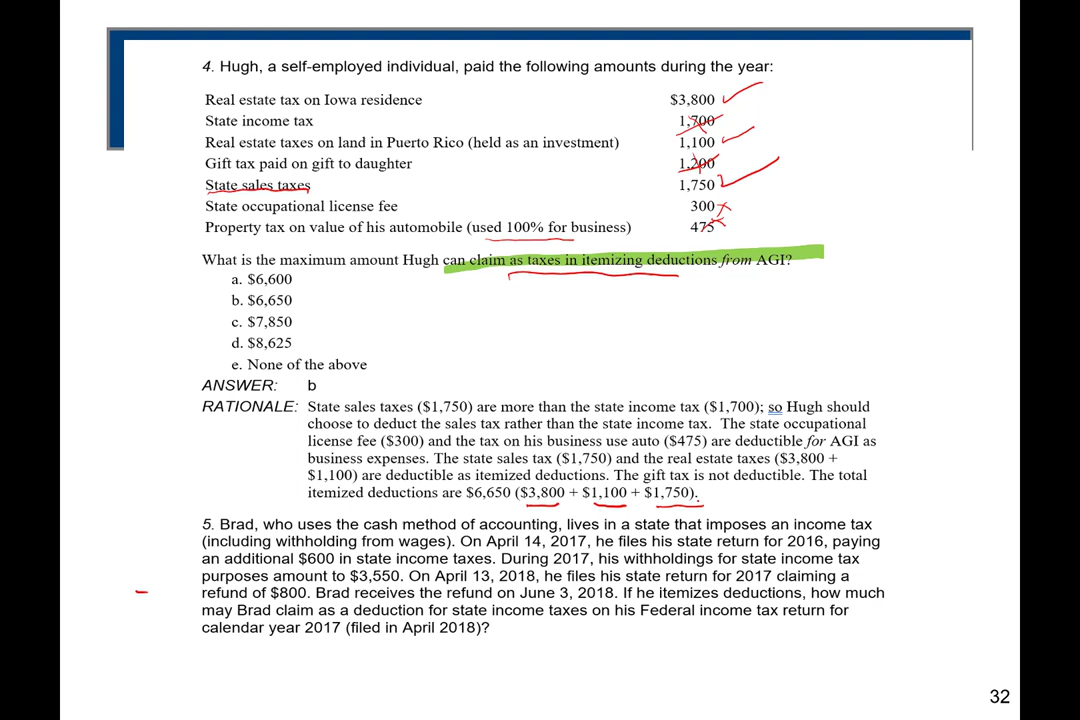 4. Hugh, a self-employed individual, paid the following amounts during the year:
Real estate tax on Iowa residence $3,800
State income tax 1,700
Real estate taxes on land in Puerto Rico (held as an investment) 1,100
Gift tax paid on gift to daughter 1,200
State sales taxes 1,750
State occupational license fee 300
Property tax on value of his automobile (used 100% for business) 475
What is the maximum amount Hugh can claim as taxes in itemizing deductions from AGI?
a. $6,600
b. $6,650
c. $7,850
d. $8,625
e. None of the above
ANSWER: b
RATIONALE: State sales taxes ($1,750) are more than the state income tax ($1,700); so Hugh should
choose to deduct the sales tax rather than the state income tax. The state occupational
license fee ($300) and the tax on his business use auto ($475) are deductible for AGI as
business expenses. The state sales tax ($1,750) and the real estate taxes ($3,800 +
$1,100) are deductible as itemized deductions. The gift tax is not deductible. The total
itemized deductions are $6,650 ($3,800 + $1,100 + $1,750).
5. Brad, who uses the cash method of accounting, lives in a state that imposes an income tax
(including withholding from wages). On April 14, 2017, he files his state return for 2016, paying
an additional $600 in state income taxes. During 2017, his withholdings for state income tax
purposes amount to $3,550. On April 13, 2018, he files his state return for 2017 claiming a
refund of $800. Brad receives the refund on June 3, 2018. If he itemizes deductions, how much
may Brad claim as a deduction for state income taxes on his Federal income tax return for
calendar year 2017 (filed in April 2018)?
32